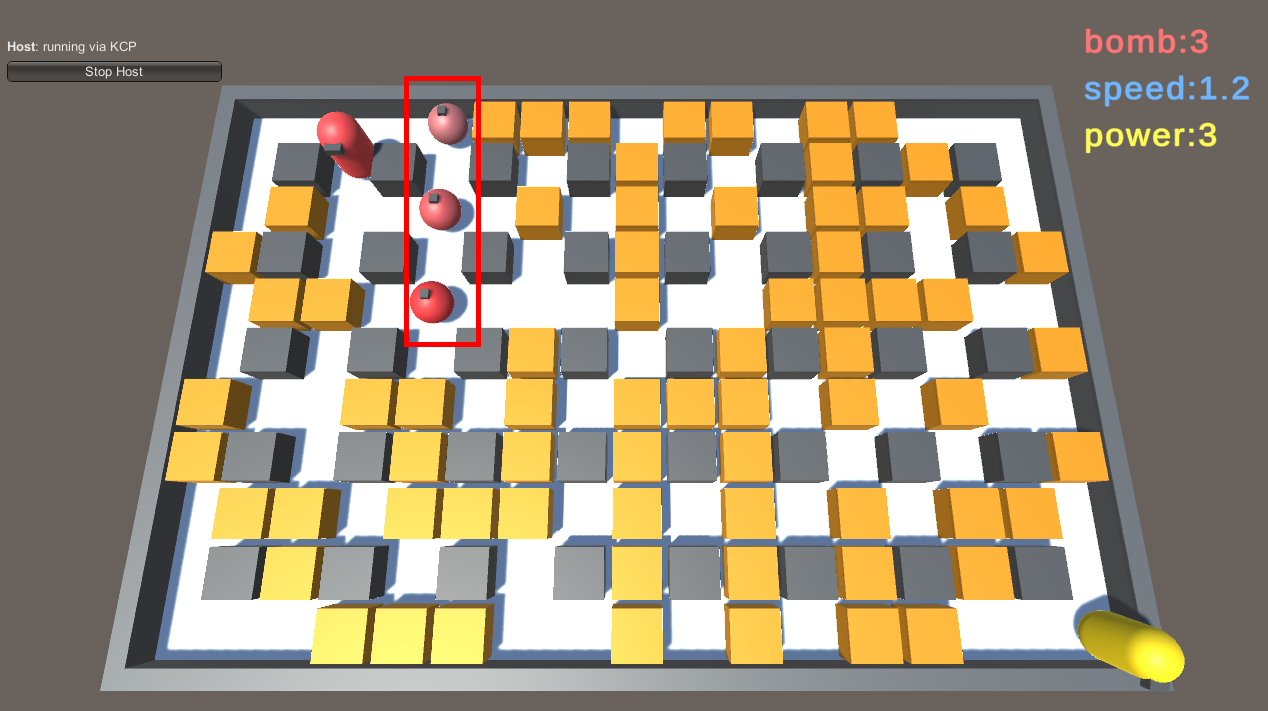 Host: running via KCP
Stop Host
bomb:3
speed:1.2
power:3